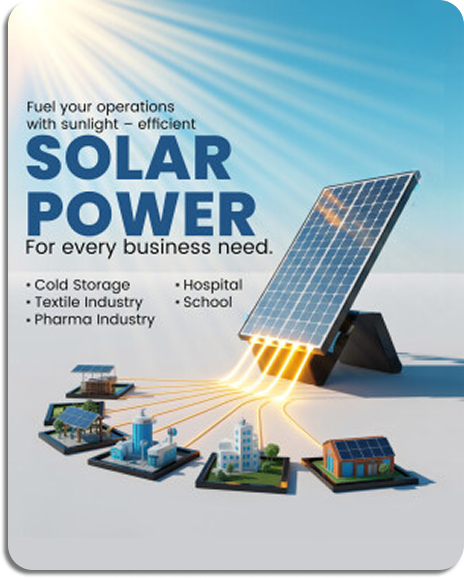 Fuel your operations
with sunlight – efficient
SOLAR
POWER
For every business need.
• Cold Storage
• Textile Industry
• Pharma Industry
• Hospital
• School